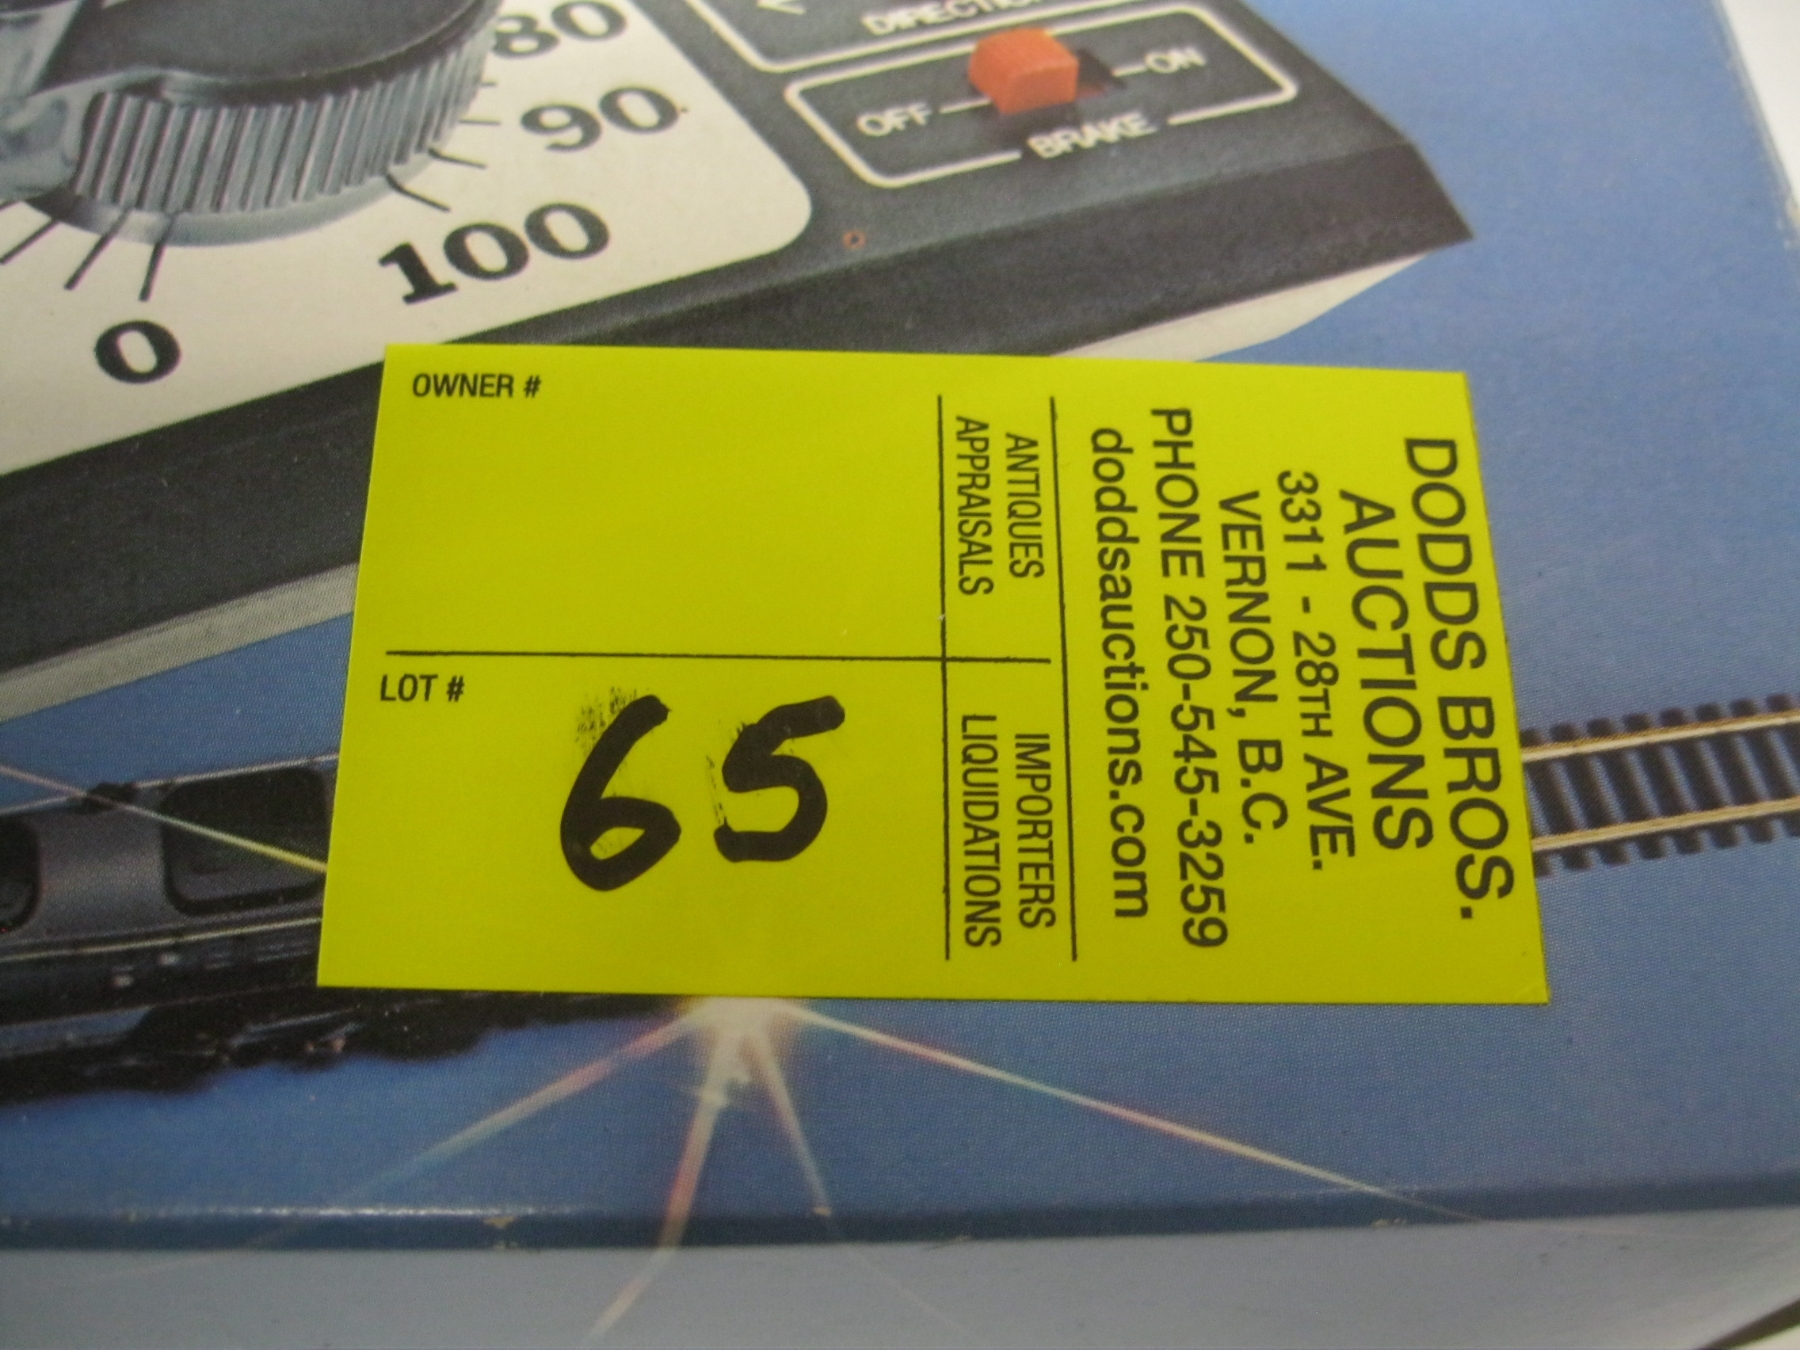 80
90
100
0
DIRECTION
OFF
ON
BRAKE
OWNER #
LOT #
65
DODDS BROS.
AUCTIONS
3311 - 28TH AVE.
VERNON, B.C.
PHONE 250-545-3259
doddsauctions.com
ANTIQUES IMPORTERS
APPRAISALS LIQUIDATIONS